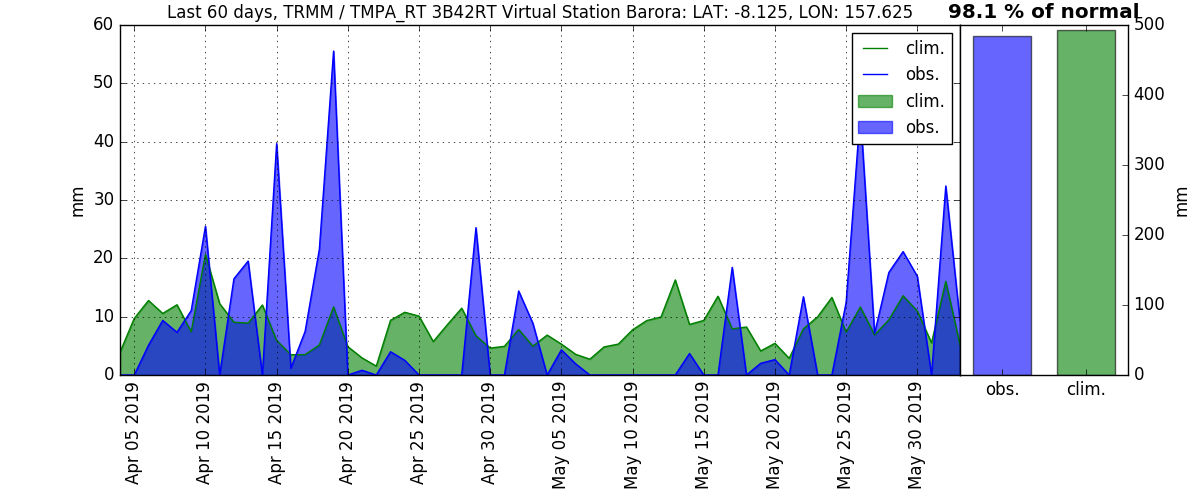 Last 60 days, TRMM / TMPA_RT 3B42RT Virtual Station Barora: LAT: -8.125, LON: 157.625
98.1 % of normal
60
50
40
30
20
10
0
mm
clim.
obs.
clim.
obs.
500
400
300
200
100
0
mm
Apr 05 2019
Apr 10 2019
Apr 15 2019
Apr 20 2019
Apr 25 2019
Apr 30 2019
May 05 2019
May 10 2019
May 15 2019
May 20 2019
May 25 2019
May 30 2019
obs.
clim.